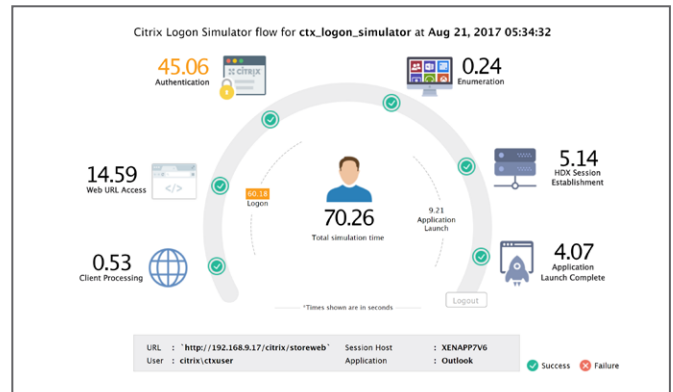 Citrix Logon Simulator flow for ctx_logon_simulator at Aug 21, 2017 05:34:32
45.06
Authentication
CITRIX
0.24
Enumeration
14.59
Web URL Access
</>
5.14
HDX Session
Establishment
60.18
Logon
70.26
Total simulation time
9.21
Application
Launch
0.53
Client Processing
4.07
Application
Launch Complete
Logout
*Times shown are in seconds
URL : `http://192.168.9.17/citrix/storeweb` Session Host : XENAPP7V6
User : citrix\ctxuser Application : Outlook
Success Failure